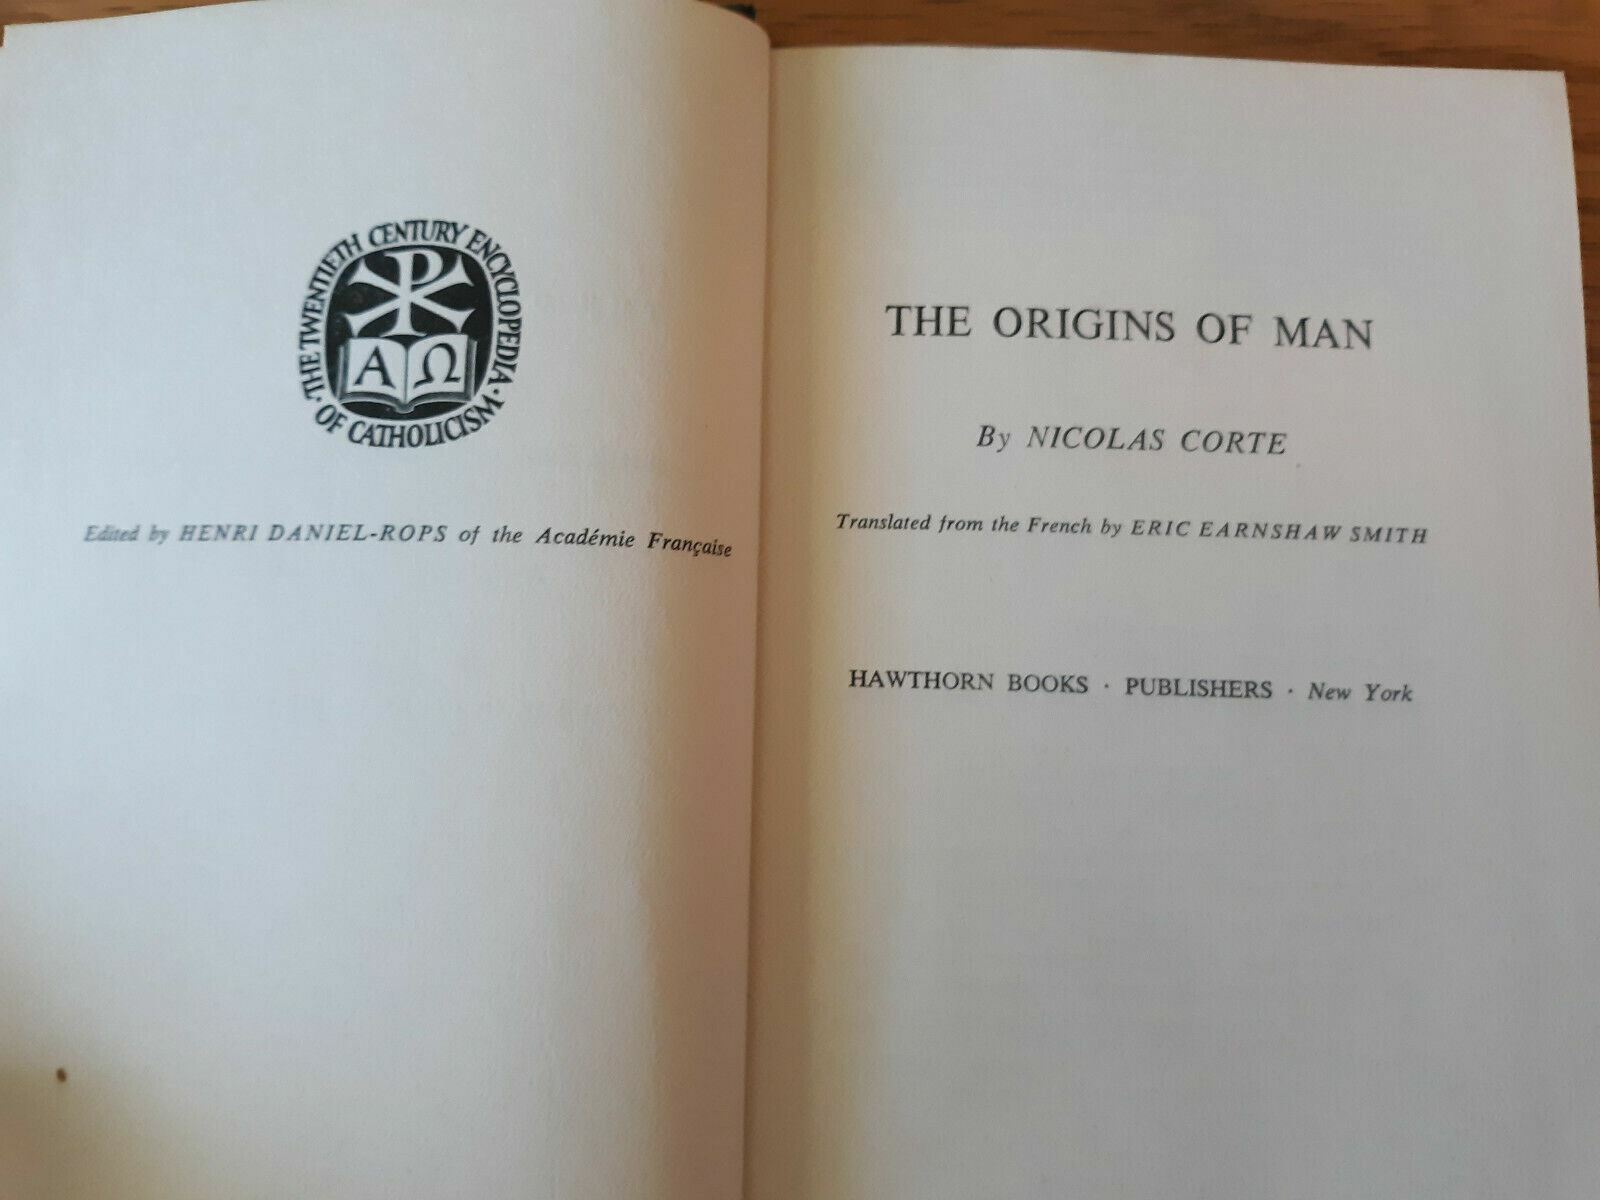 THE TWENTIETH CENTURY ENCYCLOPEDIA · OF CATHOLICISM ·
A Ω
Edited by HENRI DANIEL-ROPS of the Académie Française
THE ORIGINS OF MAN
By NICOLAS CORTE
Translated from the French by ERIC EARNSHAW SMITH
HAWTHORN BOOKS · PUBLISHERS · New York